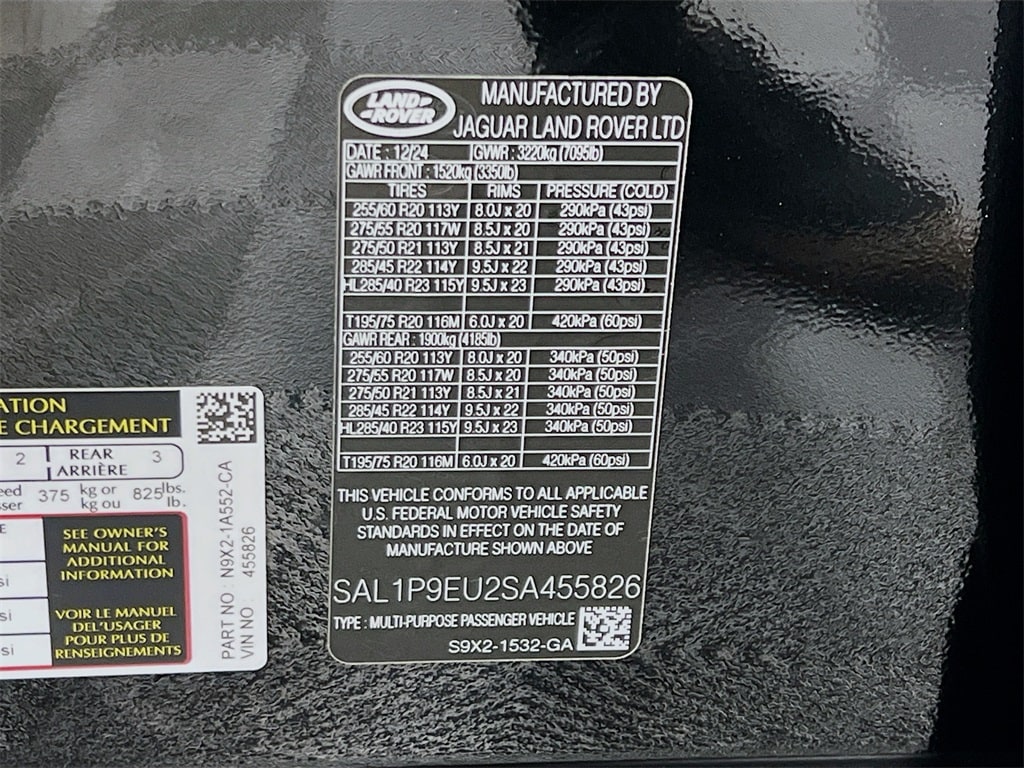 LAND ROVER
MANUFACTURED BY
JAGUAR LAND ROVER LTD
DATE : 12/24 GVWR : 3220kg (7095lb)
GAWR FRONT : 1520kg (3350lb)
TIRES RIMS PRESSURE (COLD)
255/60 R20 113Y 8.0J x 20 290kPa (43psi)
275/55 R20 117W 8.5J x 20 290kPa (43psi)
275/50 R21 113Y 8.5J x 21 290kPa (43psi)
285/45 R22 114Y 9.5J x 22 290kPa (43psi)
HL285/40 R23 115Y 9.5J x 23 290kPa (43psi)
T195/75 R20 116M 6.0J x 20 420kPa (60psi)
GAWR REAR : 1900kg (4185lb)
255/60 R20 113Y 8.0J x 20 340kPa (50psi)
275/55 R20 117W 8.5J x 20 340kPa (50psi)
275/50 R21 113Y 8.5J x 21 340kPa (50psi)
285/45 R22 114Y 9.5J x 22 340kPa (50psi)
HL285/40 R23 115Y 9.5J x 23 340kPa (50psi)
T195/75 R20 116M 6.0J x 20 420kPa (60psi)
THIS VEHICLE CONFORMS TO ALL APPLICABLE
U.S. FEDERAL MOTOR VEHICLE SAFETY
STANDARDS IN EFFECT ON THE DATE OF
MANUFACTURE SHOWN ABOVE
SAL1P9EU2SA455826
TYPE : MULTI-PURPOSE PASSENGER VEHICLE
S9X2-1532-GA
ATION
E CHARGEMENT
2 REAR 3
ARRIÈRE
eed 375 kg or 825 lbs.
sser kg ou lb.
E
SEE OWNER'S
MANUAL FOR
ADDITIONAL
INFORMATION
si
si
VOIR LE MANUEL
DEL'USAGER
POUR PLUS DE
RENSEIGNEMENTS
si
PART NO : N9X2-1A552-CA
VIN NO : 455826